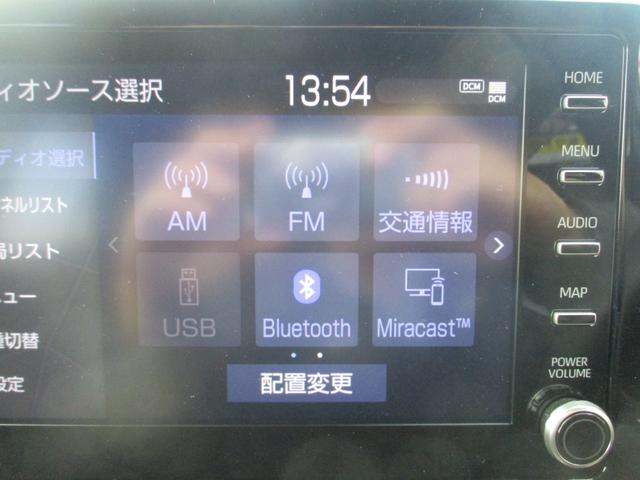 ィオソース選択
13:54
DCM
DCM
ディオ選択
ネルリスト
局リスト
ニュー
切替
設定
AM
FM
交通情報
USB
Bluetooth
Miracast™
配置変更
HOME
MENU
AUDIO
MAP
POWER
VOLUME